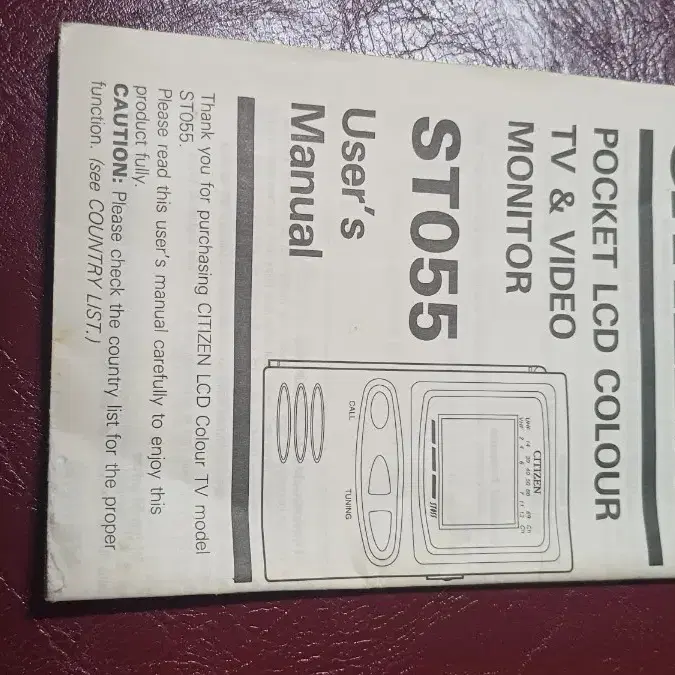 POCKET LCD COLOUR
TV & VIDEO
MONITOR
ST055
User's
Manual
CITIZEN
CALL
TUNING
Thank you for purchasing CITIZEN LCD Colour TV model
ST055.
Please read this user's manual carefully to enjoy this
product fully.
CAUTION: Please check the country list for the proper
function. (see COUNTRY LIST.)